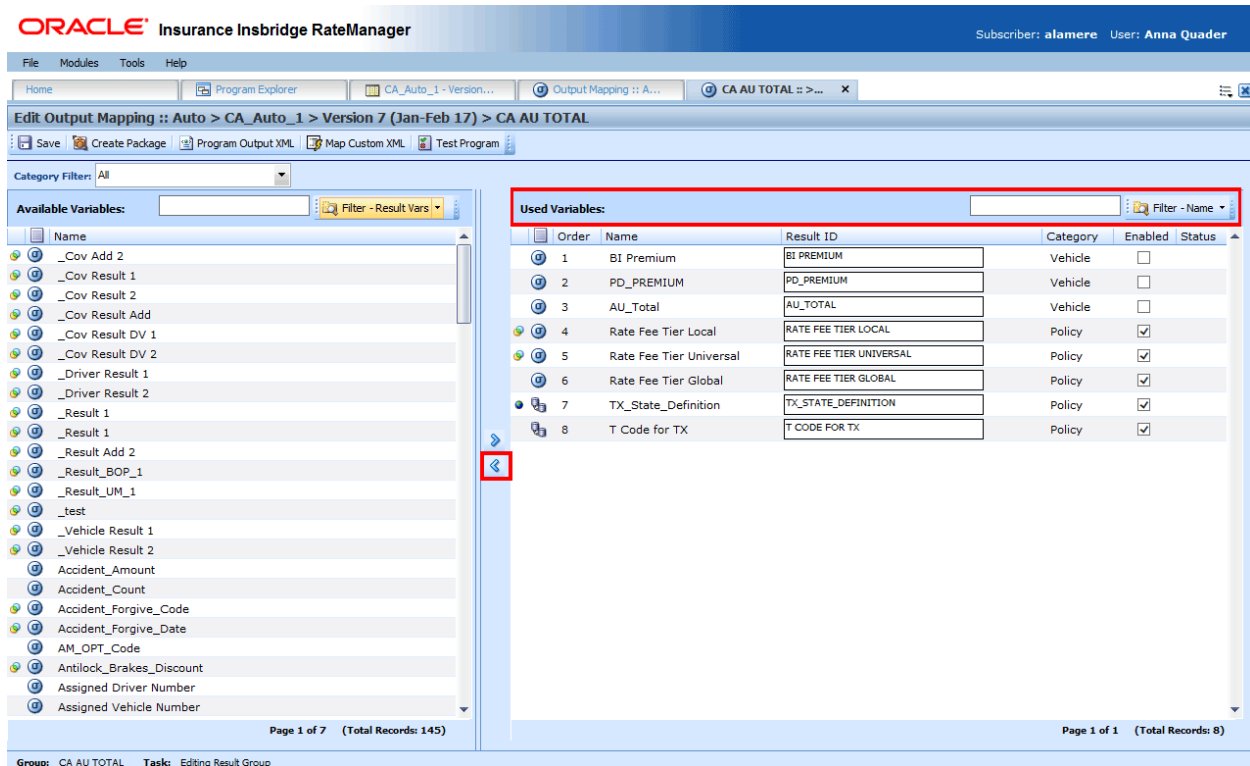 ORACLE® Insurance Insbridge RateManager
Subscriber: alamere User: Anna Quader
File Modules Tools Help
Home Program Explorer CA_Auto_1 - Version... Output Mapping :: A... CA AU TOTAL :: >... x
Edit Output Mapping :: Auto > CA_Auto_1 > Version 7 (Jan-Feb 17) > CA AU TOTAL
Save Create Package Program Output XML Map Custom XML Test Program
Category Filter: All
Available Variables: Filter - Result Vars
Name
_Cov Add 2
_Cov Result 1
_Cov Result 2
_Cov Result Add
_Cov Result DV 1
_Cov Result DV 2
_Driver Result 1
_Driver Result 2
_Result 1
_Result 1
_Result Add 2
_Result_BOP_1
_Result_UM_1
_test
_Vehicle Result 1
_Vehicle Result 2
Accident_Amount
Accident_Count
Accident_Forgive_Code
Accident_Forgive_Date
AM_OPT_Code
Antilock_Brakes_Discount
Assigned Driver Number
Assigned Vehicle Number
Page 1 of 7 (Total Records: 145)
Used Variables: Filter - Name
Order Name Result ID Category Enabled Status
1 BI Premium BI PREMIUM Vehicle
2 PD_PREMIUM PD_PREMIUM Vehicle
3 AU_Total AU_TOTAL Vehicle
4 Rate Fee Tier Local RATE FEE TIER LOCAL Policy
5 Rate Fee Tier Universal RATE FEE TIER UNIVERSAL Policy
6 Rate Fee Tier Global RATE FEE TIER GLOBAL Policy
7 TX_State_Definition TX_STATE_DEFINITION Policy
8 T Code for TX T CODE FOR TX Policy
Page 1 of 1 (Total Records: 8)
Group: CA AU TOTAL Task: Editing Result Group